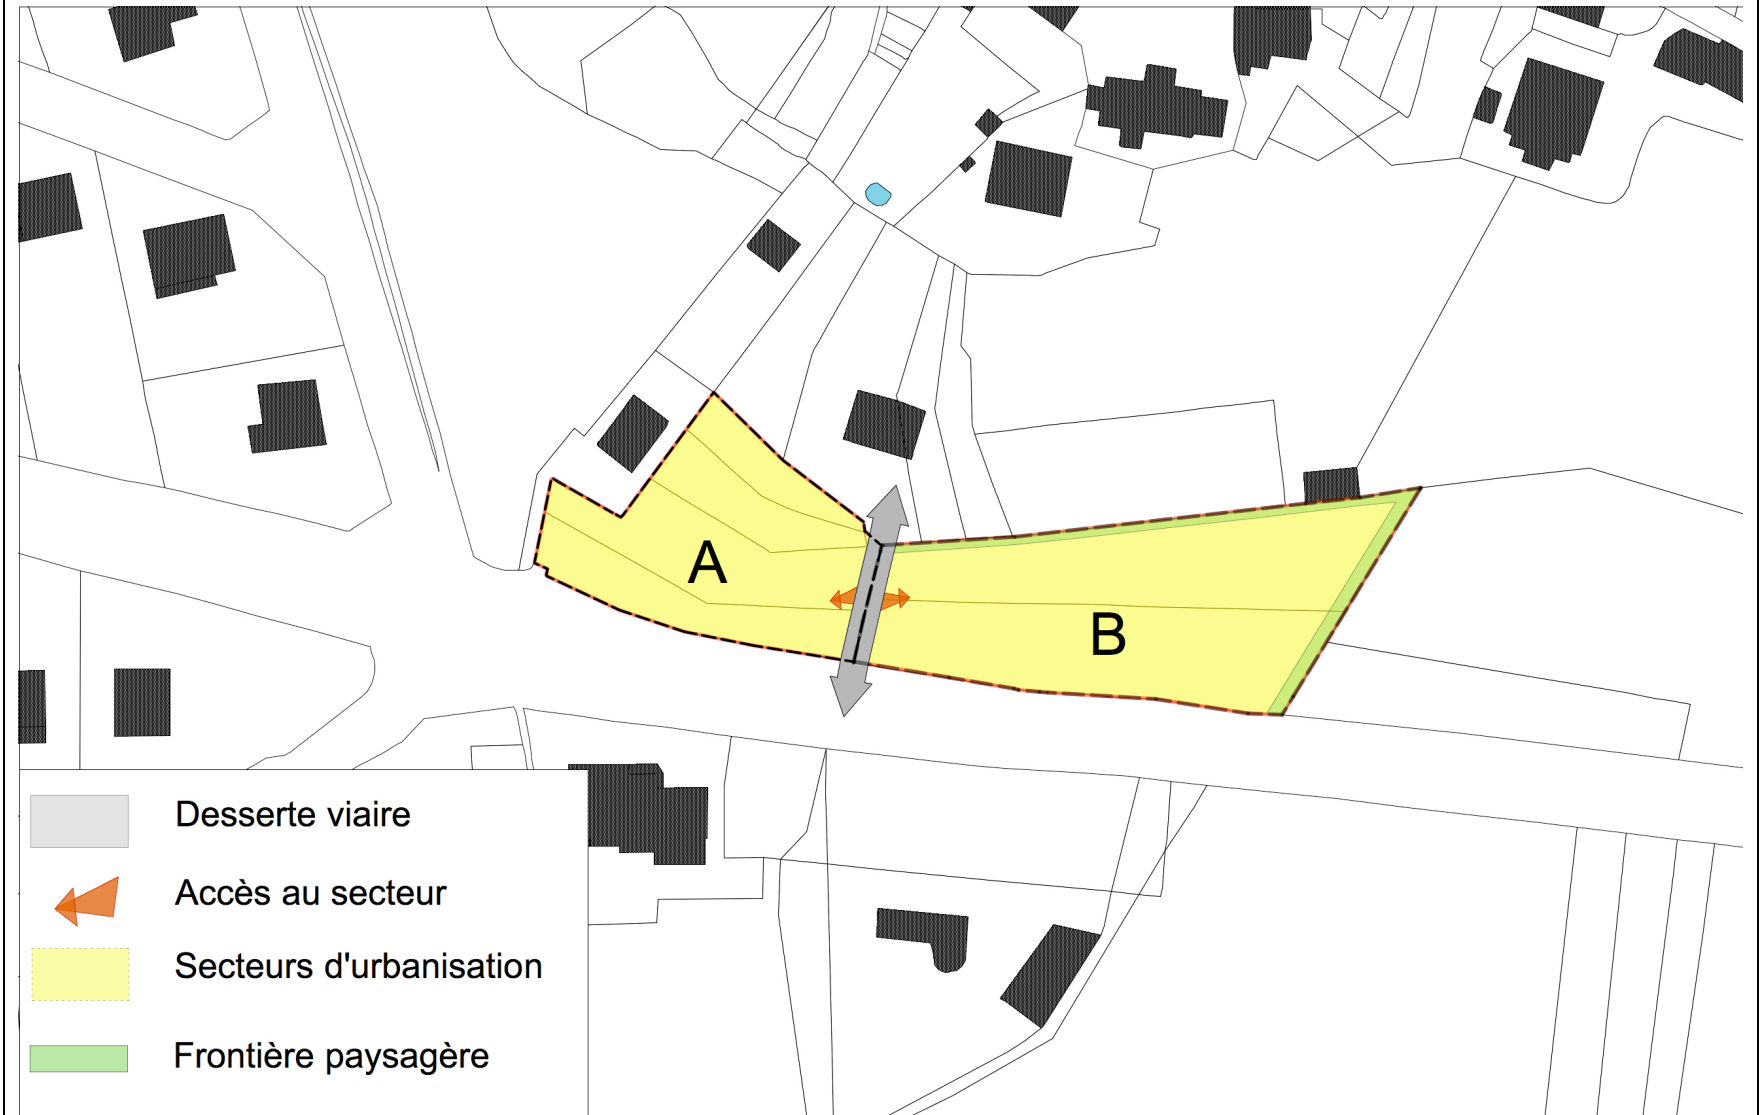 A
B
Desserte viaire
Accès au secteur
Secteurs d'urbanisation
Frontière paysagère